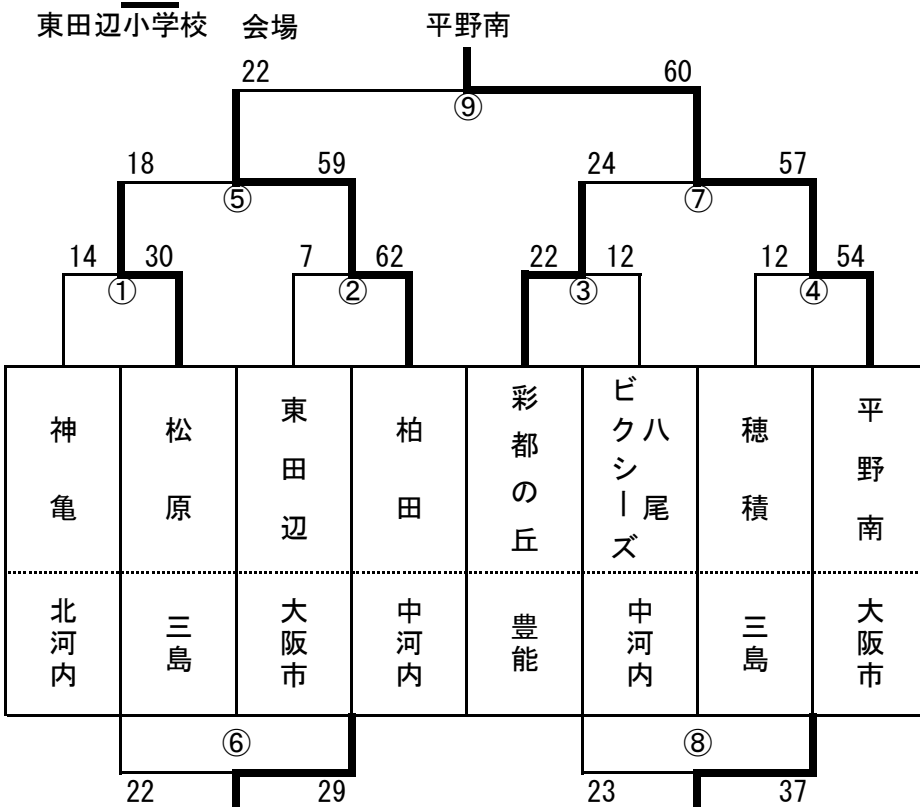 東田辺小学校 会場 平野南
22 60
⑨
18 59 24 57
⑤ ⑦
14 30 7 62 22 12 12 54
① ② ③ ④
神亀 松原 東田辺 柏田 彩都の丘 八尾ビクシーズ 穂積 平野南
北河内 三島 大阪市 中河内 豊能 中河内 三島 大阪市
⑥ ⑧
22 29 23 37